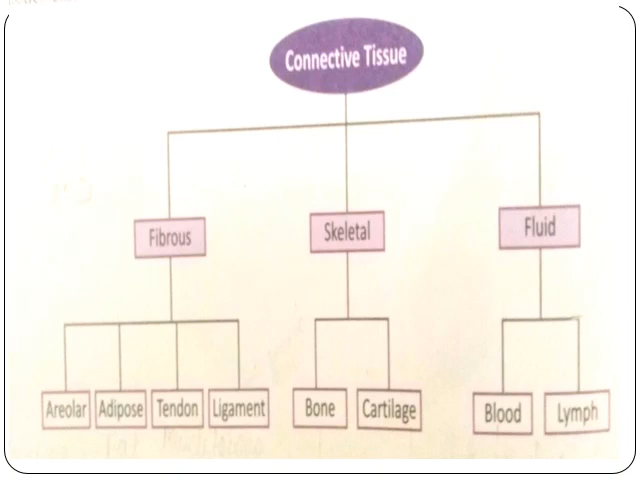 Connective Tissue
Fibrous
Skeletal
Fluid
Areolar
Adipose
Tendon
Ligament
Bone
Cartilage
Blood
Lymph